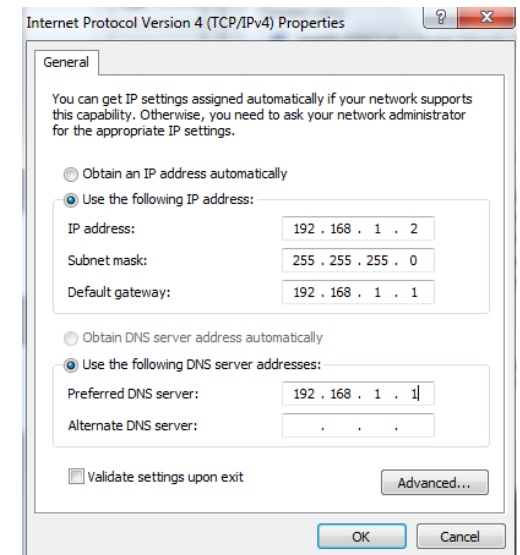 Internet Protocol Version 4 (TCP/IPv4) Properties
General
You can get IP settings assigned automatically if your network supports
this capability. Otherwise, you need to ask your network administrator
for the appropriate IP settings.
Obtain an IP address automatically
Use the following IP address:
IP address: 192 . 168 . 1 . 2
Subnet mask: 255 . 255 . 255 . 0
Default gateway: 192 . 168 . 1 . 1
Obtain DNS server address automatically
Use the following DNS server addresses:
Preferred DNS server: 192 . 168 . 1 . 1
Alternate DNS server: . . .
Validate settings upon exit
Advanced...
OK Cancel